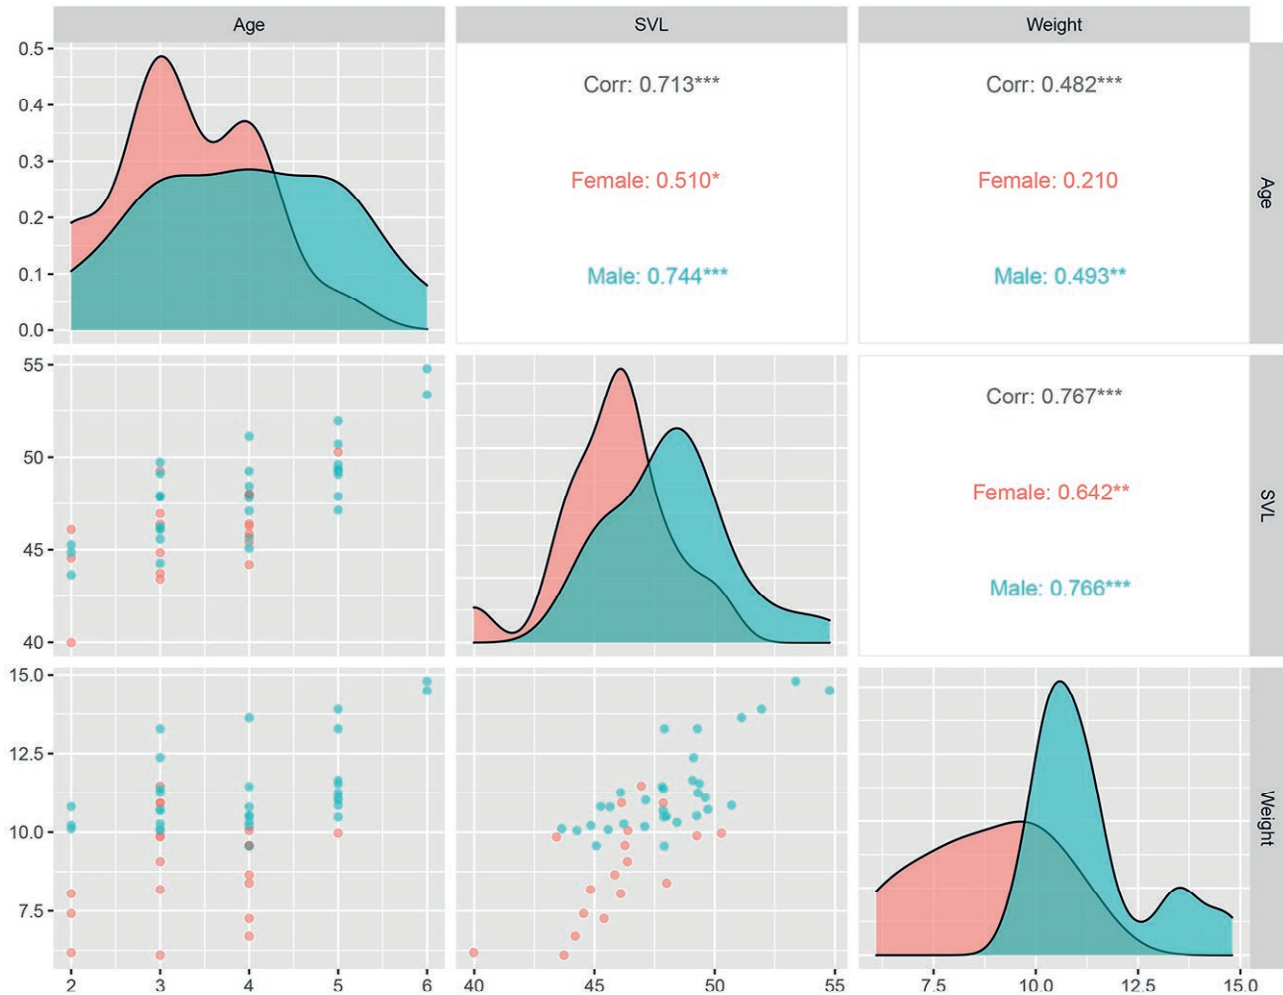 Age SVL Weight
0.5
0.4
0.3
0.2
0.1
0.0
Corr: 0.713***
Female: 0.510*
Male: 0.744***
Corr: 0.482***
Female: 0.210
Male: 0.493**
Age
55
50
45
40
Corr: 0.767***
Female: 0.642**
Male: 0.766***
SVL
15.0
12.5
10.0
7.5
Weight
2 3 4 5 6
40 45 50 55
7.5 10.0 12.5 15.0